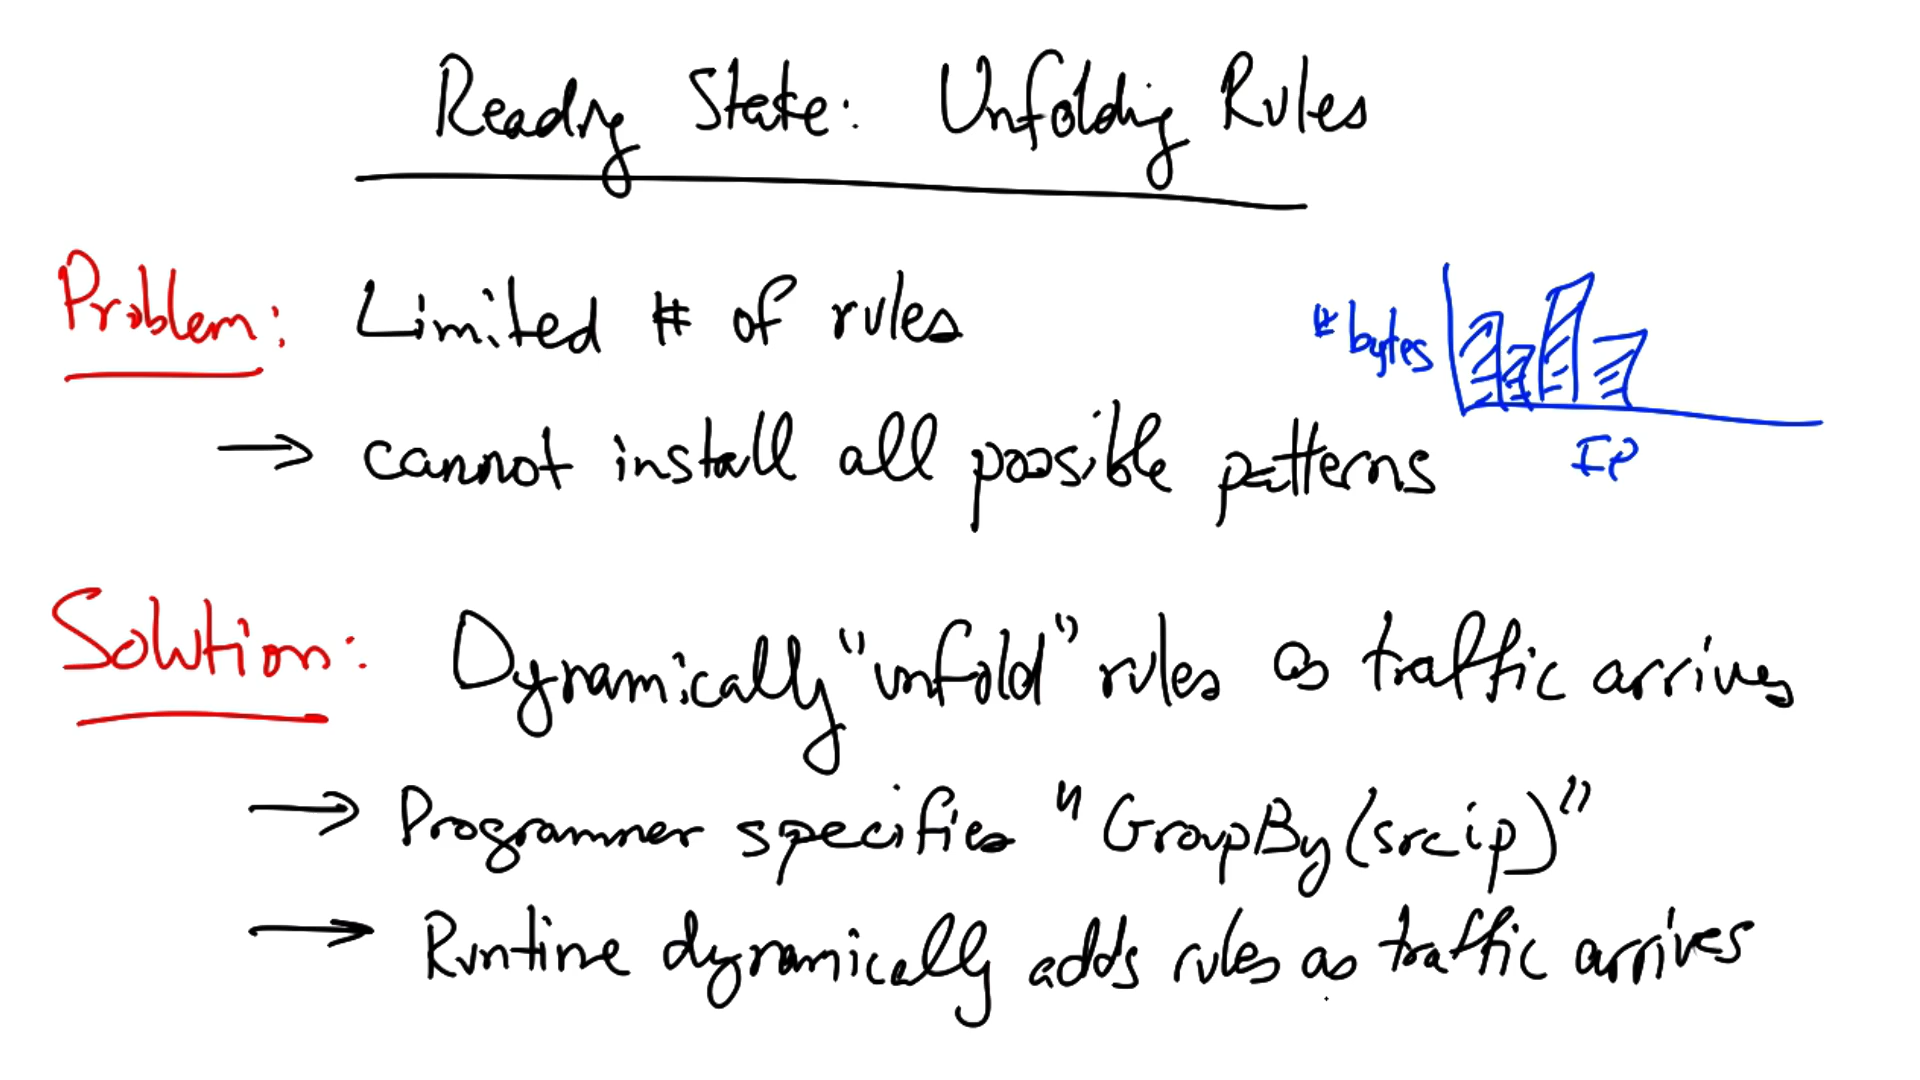 Reading State: Unfolding Rules
Problem: Limited # of rules
# bytes
IP
→ cannot install all possible patterns
Solution: Dynamically "unfold" rules as traffic arrives
→ Programmer specifies "GroupBy(srcip)"
→ Runtime dynamically adds rules as traffic arrives